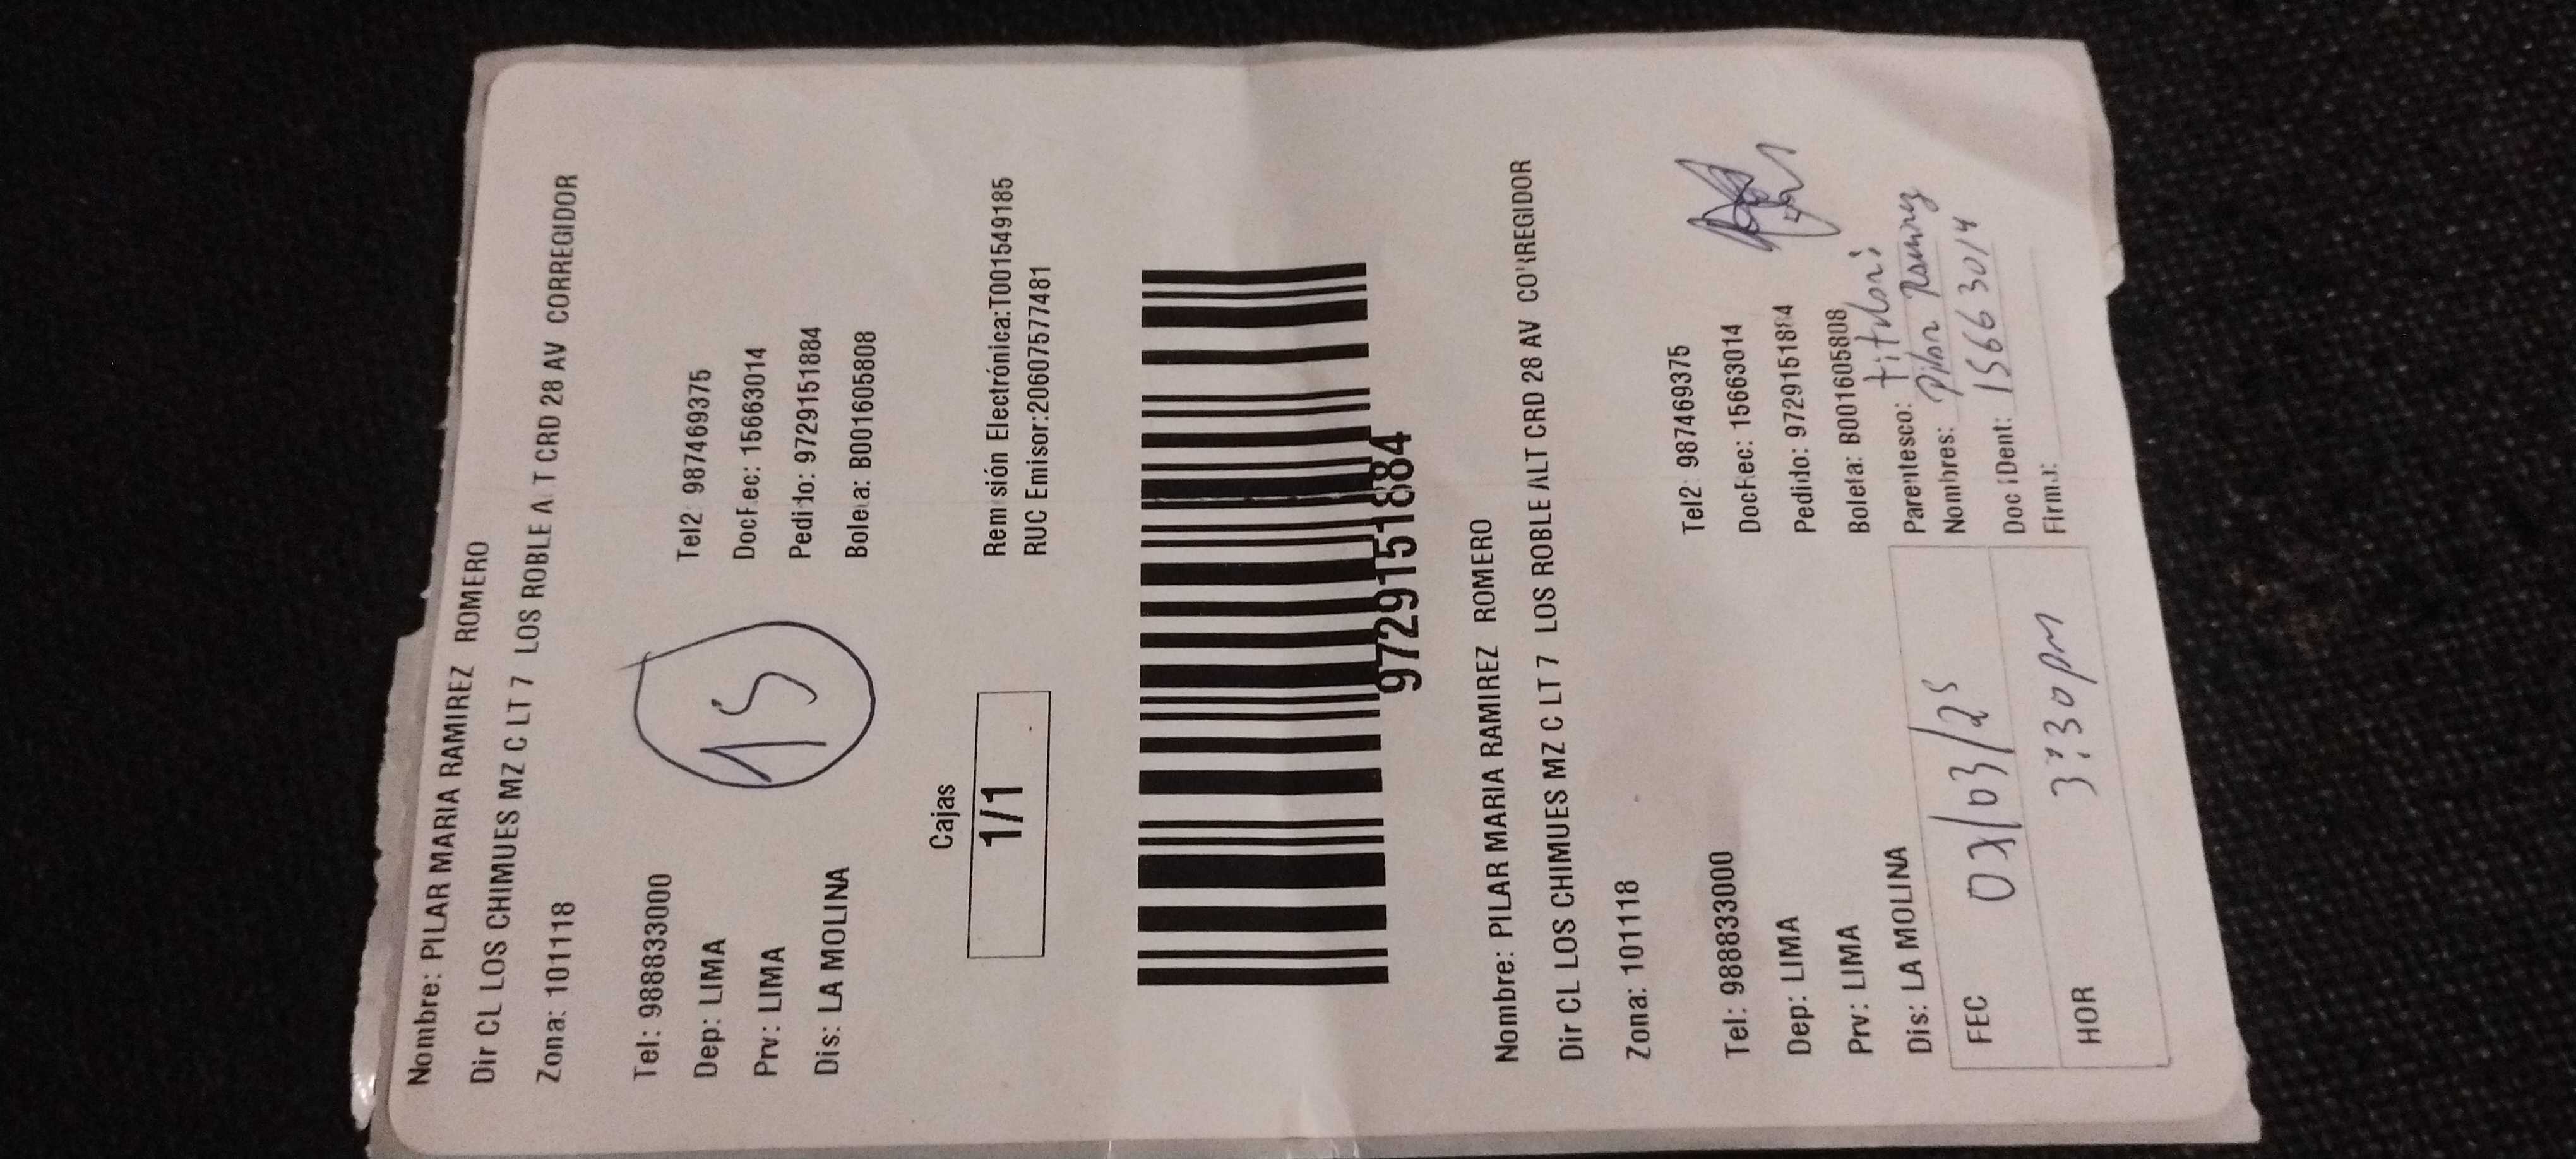 Nombre: PILAR MARIA RAMIREZ ROMERO
Dir CL LOS CHIMUES MZ C LT 7 LOS ROBLE A T CRD 28 AV CORREGIDOR
Zona: 101118
Tel: 988833000 Tel2: 987469375
Dep: LIMA DocRec: 15663014
Prv: LIMA Pedido: 9729151884
Dis: LA MOLINA Boleta: B001605808
15
Cajas
1/1
Remisión Electrónica:T001549185
RUC Emisor:20607577481
9729151884
Nombre: PILAR MARIA RAMIREZ ROMERO
Dir CL LOS CHIMUES MZ C LT 7 LOS ROBLE ALT CRD 28 AV CORREGIDOR
Zona: 101118
Tel: 988833000 Tel2: 987469375
Dep: LIMA DocRec: 15663014
Prv: LIMA Pedido: 9729151884
Dis: LA MOLINA Boleta: B001605808
Parentesco:
FEC /03/25 Nombres: Pilar Ramirez
Doc iDent: 15663014
HOR 3:30pm Firma: